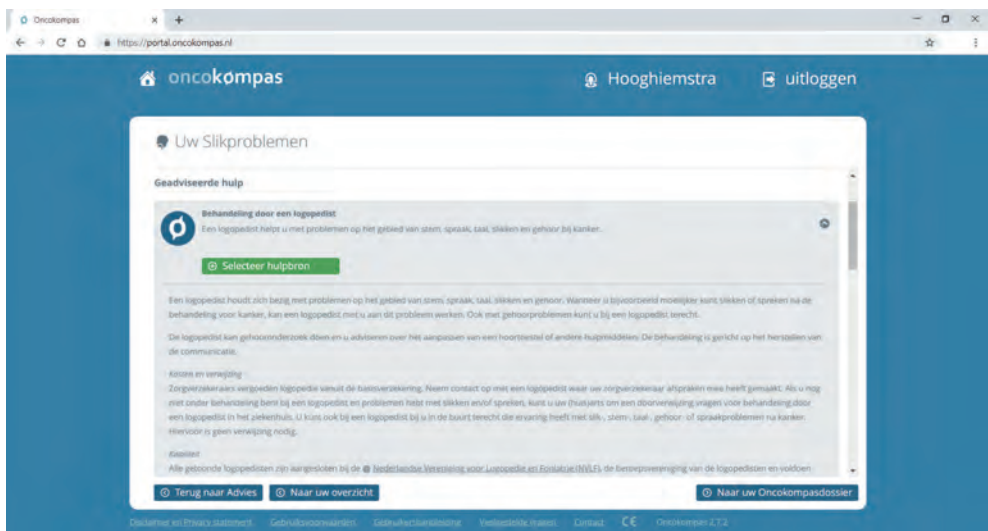 Oncokompas
https://portal.oncokompas.nl
oncokompas
Hooghiemstra
uitloggen
Uw Slikproblemen
Geadviseerde hulp
Behandeling door een logopedist
Een logopedist helpt u met problemen op het gebied van stem, spraak, taal, slikken en gehoor bij kanker.
Selecteer hulpbron
Een logopedist houdt zich bezig met problemen op het gebied van stem, spraak, taal, slikken en gehoor. Wanneer u bijvoorbeeld moeilijker kunt slikken of spreken na de
behandeling voor kanker, kan een logopedist met u aan dit probleem werken. Ook met gehoorproblemen kunt u bij een logopedist terecht.
De logopedist kan gehooronderzoek doen en u adviseren over het aanpassen van een hoortoestel of andere hulpmiddelen. De behandeling is gericht op het herstellen van
de communicatie.
Kosten en verwijzing
Zorgverzekeraars vergoeden logopedie vanuit de basisverzekering. Neem contact op met een logopedist waar uw zorgverzekeraar afspraken mee heeft gemaakt. Als u nog
niet onder behandeling bent bij een logopedist en problemen hebt met slikken en/of spreken, kunt u uw (huis)arts om een doorverwijzing vragen voor behandeling door
een logopedist in het ziekenhuis. U kunt ook bij een logopedist bij u in de buurt terecht die ervaring heeft met slik-, stem-, taal-, gehoor- of spraakproblemen na kanker.
Hiervoor is geen verwijzing nodig.
Kwaliteit
Alle getoonde logopedisten zijn aangesloten bij de Nederlandse Vereniging voor Logopedie en Foniatrie (NVLF), de beroepsvereniging van de logopedisten en voldoen
Terug naar Advies
Naar uw overzicht
Naar uw Oncokompasdossier
Disclaimer en Privacy statement
Gebruiksvoorwaarden
Gebruikershandleiding
Veelgestelde vragen
Contact
CE
Oncokompas 2.1.2